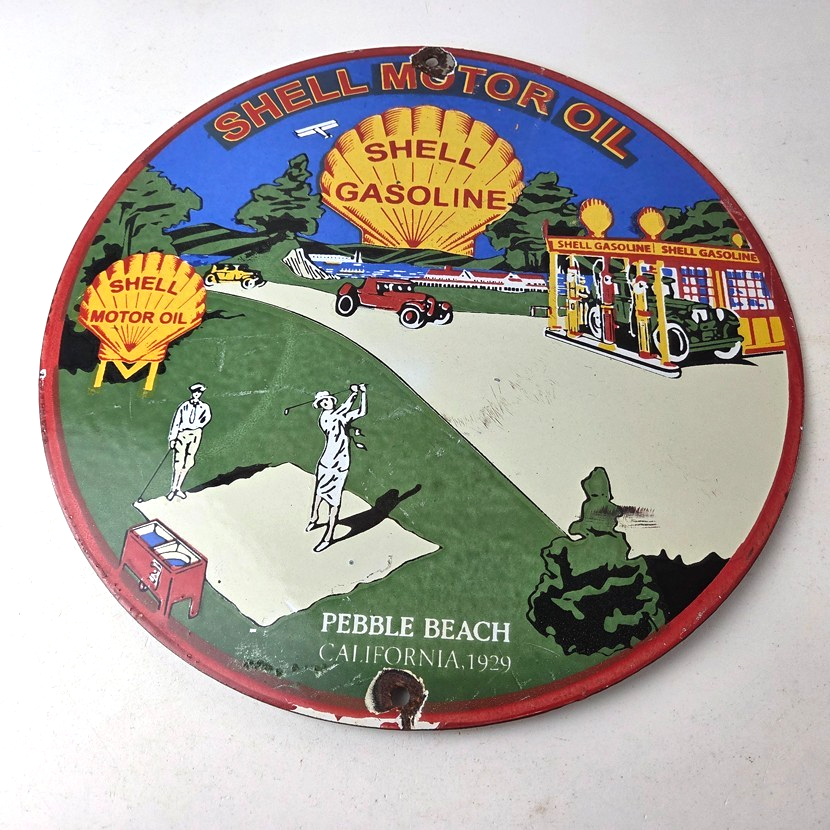 SHELL MOTOR OIL
SHELL
GASOLINE
SHELL GASOLINE SHELL GASOLINE
SHELL
MOTOR OIL
PEBBLE BEACH
CALIFORNIA, 1929